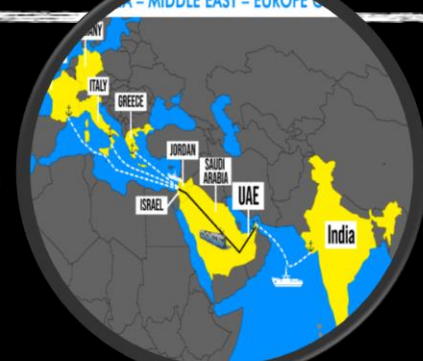 – MIDDLE EAST – EUROPE
ITALY
GREECE
JORDAN
SAUDI
ARABIA
ISRAEL
UAE
India